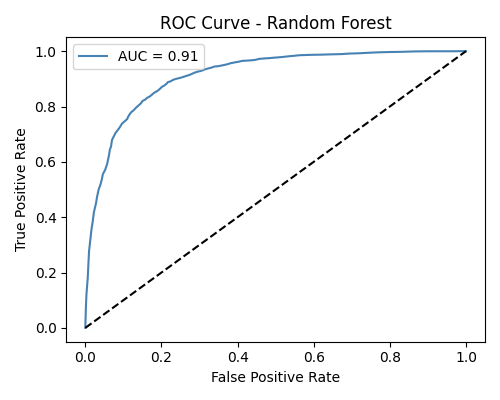 ROC Curve - Random Forest
AUC = 0.91
True Positive Rate
1.0
0.8
0.6
0.4
0.2
0.0
0.0 0.2 0.4 0.6 0.8 1.0
False Positive Rate